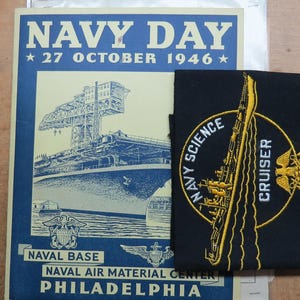 NAVY DAY
★ 27 OCTOBER 1946 ★
NAVAL BASE
NAVAL AIR MATERIAL CENTER
PHILADELPHIA
NAVY SCIENCE
CRUISER